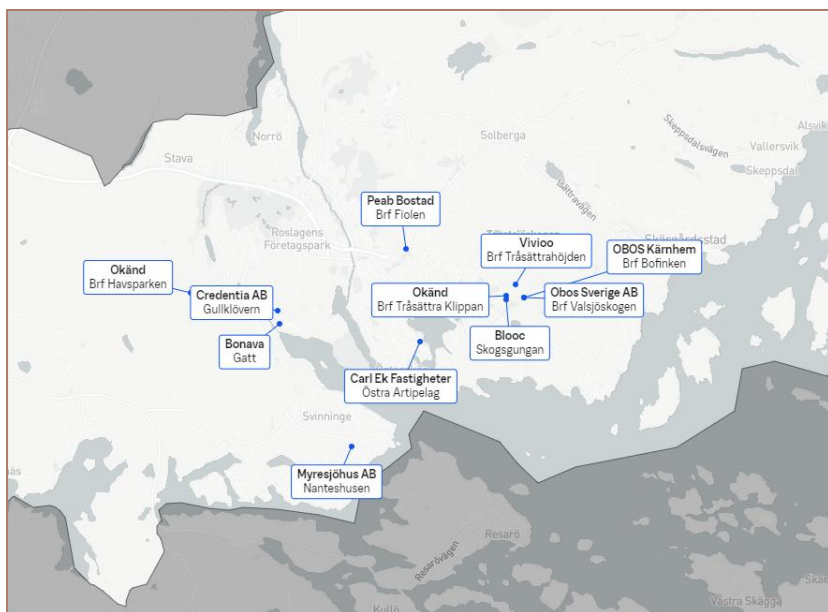 Norrö
Stava
Solberga
Skeppsdalsvägen
Alsvik
Vallersvik
Skeppsdal
Sättravägen
Peab Bostad
Brf Fiolen
Roslagens
Företagspark
Vivioo
Brf Tråsättrahöjden
OBOS Kärnhem
Brf Bofinken
Okänd
Brf Havsparken
Credentia AB
Gullklövern
Okänd
Brf Tråsättra Klippan
Obos Sverige AB
Brf Valsjöskogen
Bonava
Gatt
Blooc
Skogsgungan
Carl Ek Fastigheter
Östra Artipelag
Svinninge
Myresjöhus AB
Nanteshusen
Resarö
Resarövägen
Kullö
Västra Skägga